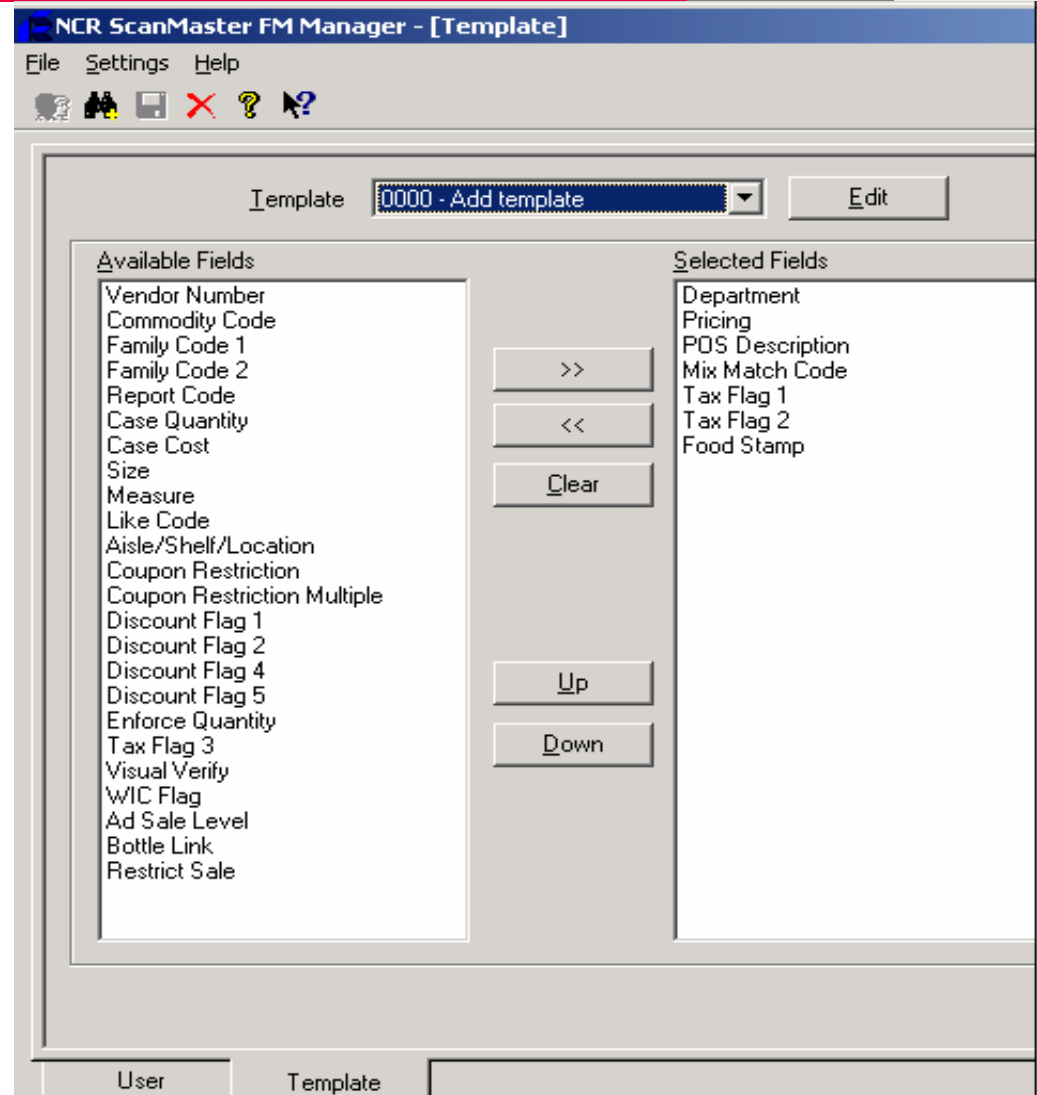 NCR ScanMaster FM Manager - [Template]
File Settings Help
Template 0000 - Add template Edit
Available Fields
Vendor Number
Commodity Code
Family Code 1
Family Code 2
Report Code
Case Quantity
Case Cost
Size
Measure
Like Code
Aisle/Shelf/Location
Coupon Restriction
Coupon Restriction Multiple
Discount Flag 1
Discount Flag 2
Discount Flag 4
Discount Flag 5
Enforce Quantity
Tax Flag 3
Visual Verify
WIC Flag
Ad Sale Level
Bottle Link
Restrict Sale
>>
<<
Clear
Up
Down
Selected Fields
Department
Pricing
POS Description
Mix Match Code
Tax Flag 1
Tax Flag 2
Food Stamp
User Template